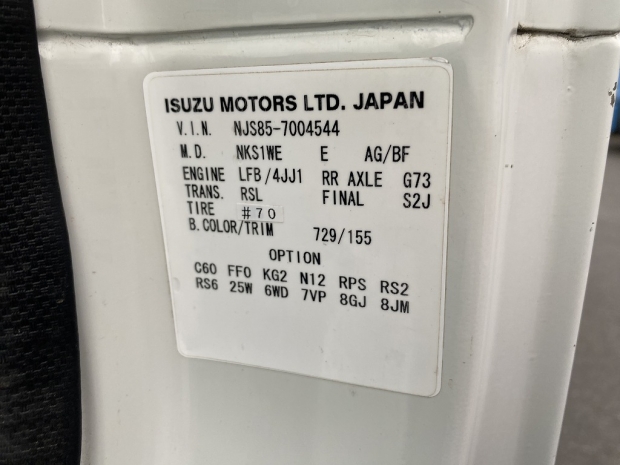 ISUZU MOTORS LTD. JAPAN
V.I.N. NJS85-7004544
M.D. NKS1WE E AG/BF
ENGINE LFB/4JJ1 RR AXLE G73
TRANS. RSL FINAL S2J
TIRE #70
B.COLOR/TRIM 729/155
OPTION
C60 FF0 KG2 N12 RPS RS2
RS6 25W 6WD 7VP 8GJ 8JM